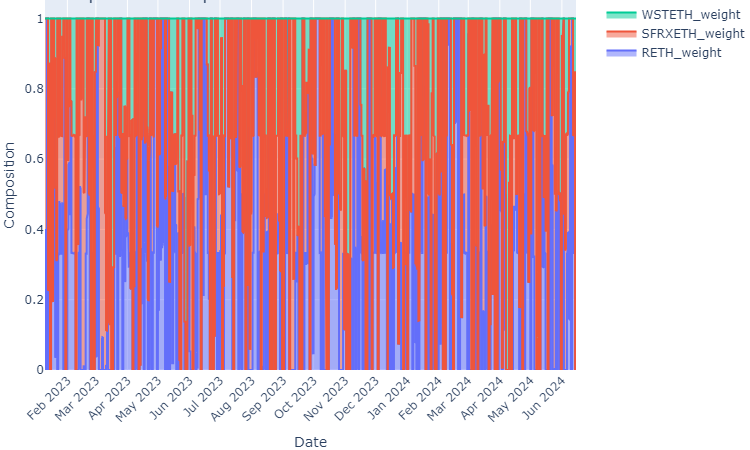 WSTETH_weight
SFRXETH_weight
RETH_weight
Composition
1
0.8
0.6
0.4
0.2
0
Feb 2023
Mar 2023
Apr 2023
May 2023
Jun 2023
Jul 2023
Aug 2023
Sep 2023
Oct 2023
Nov 2023
Dec 2023
Jan 2024
Feb 2024
Mar 2024
Apr 2024
May 2024
Jun 2024
Date